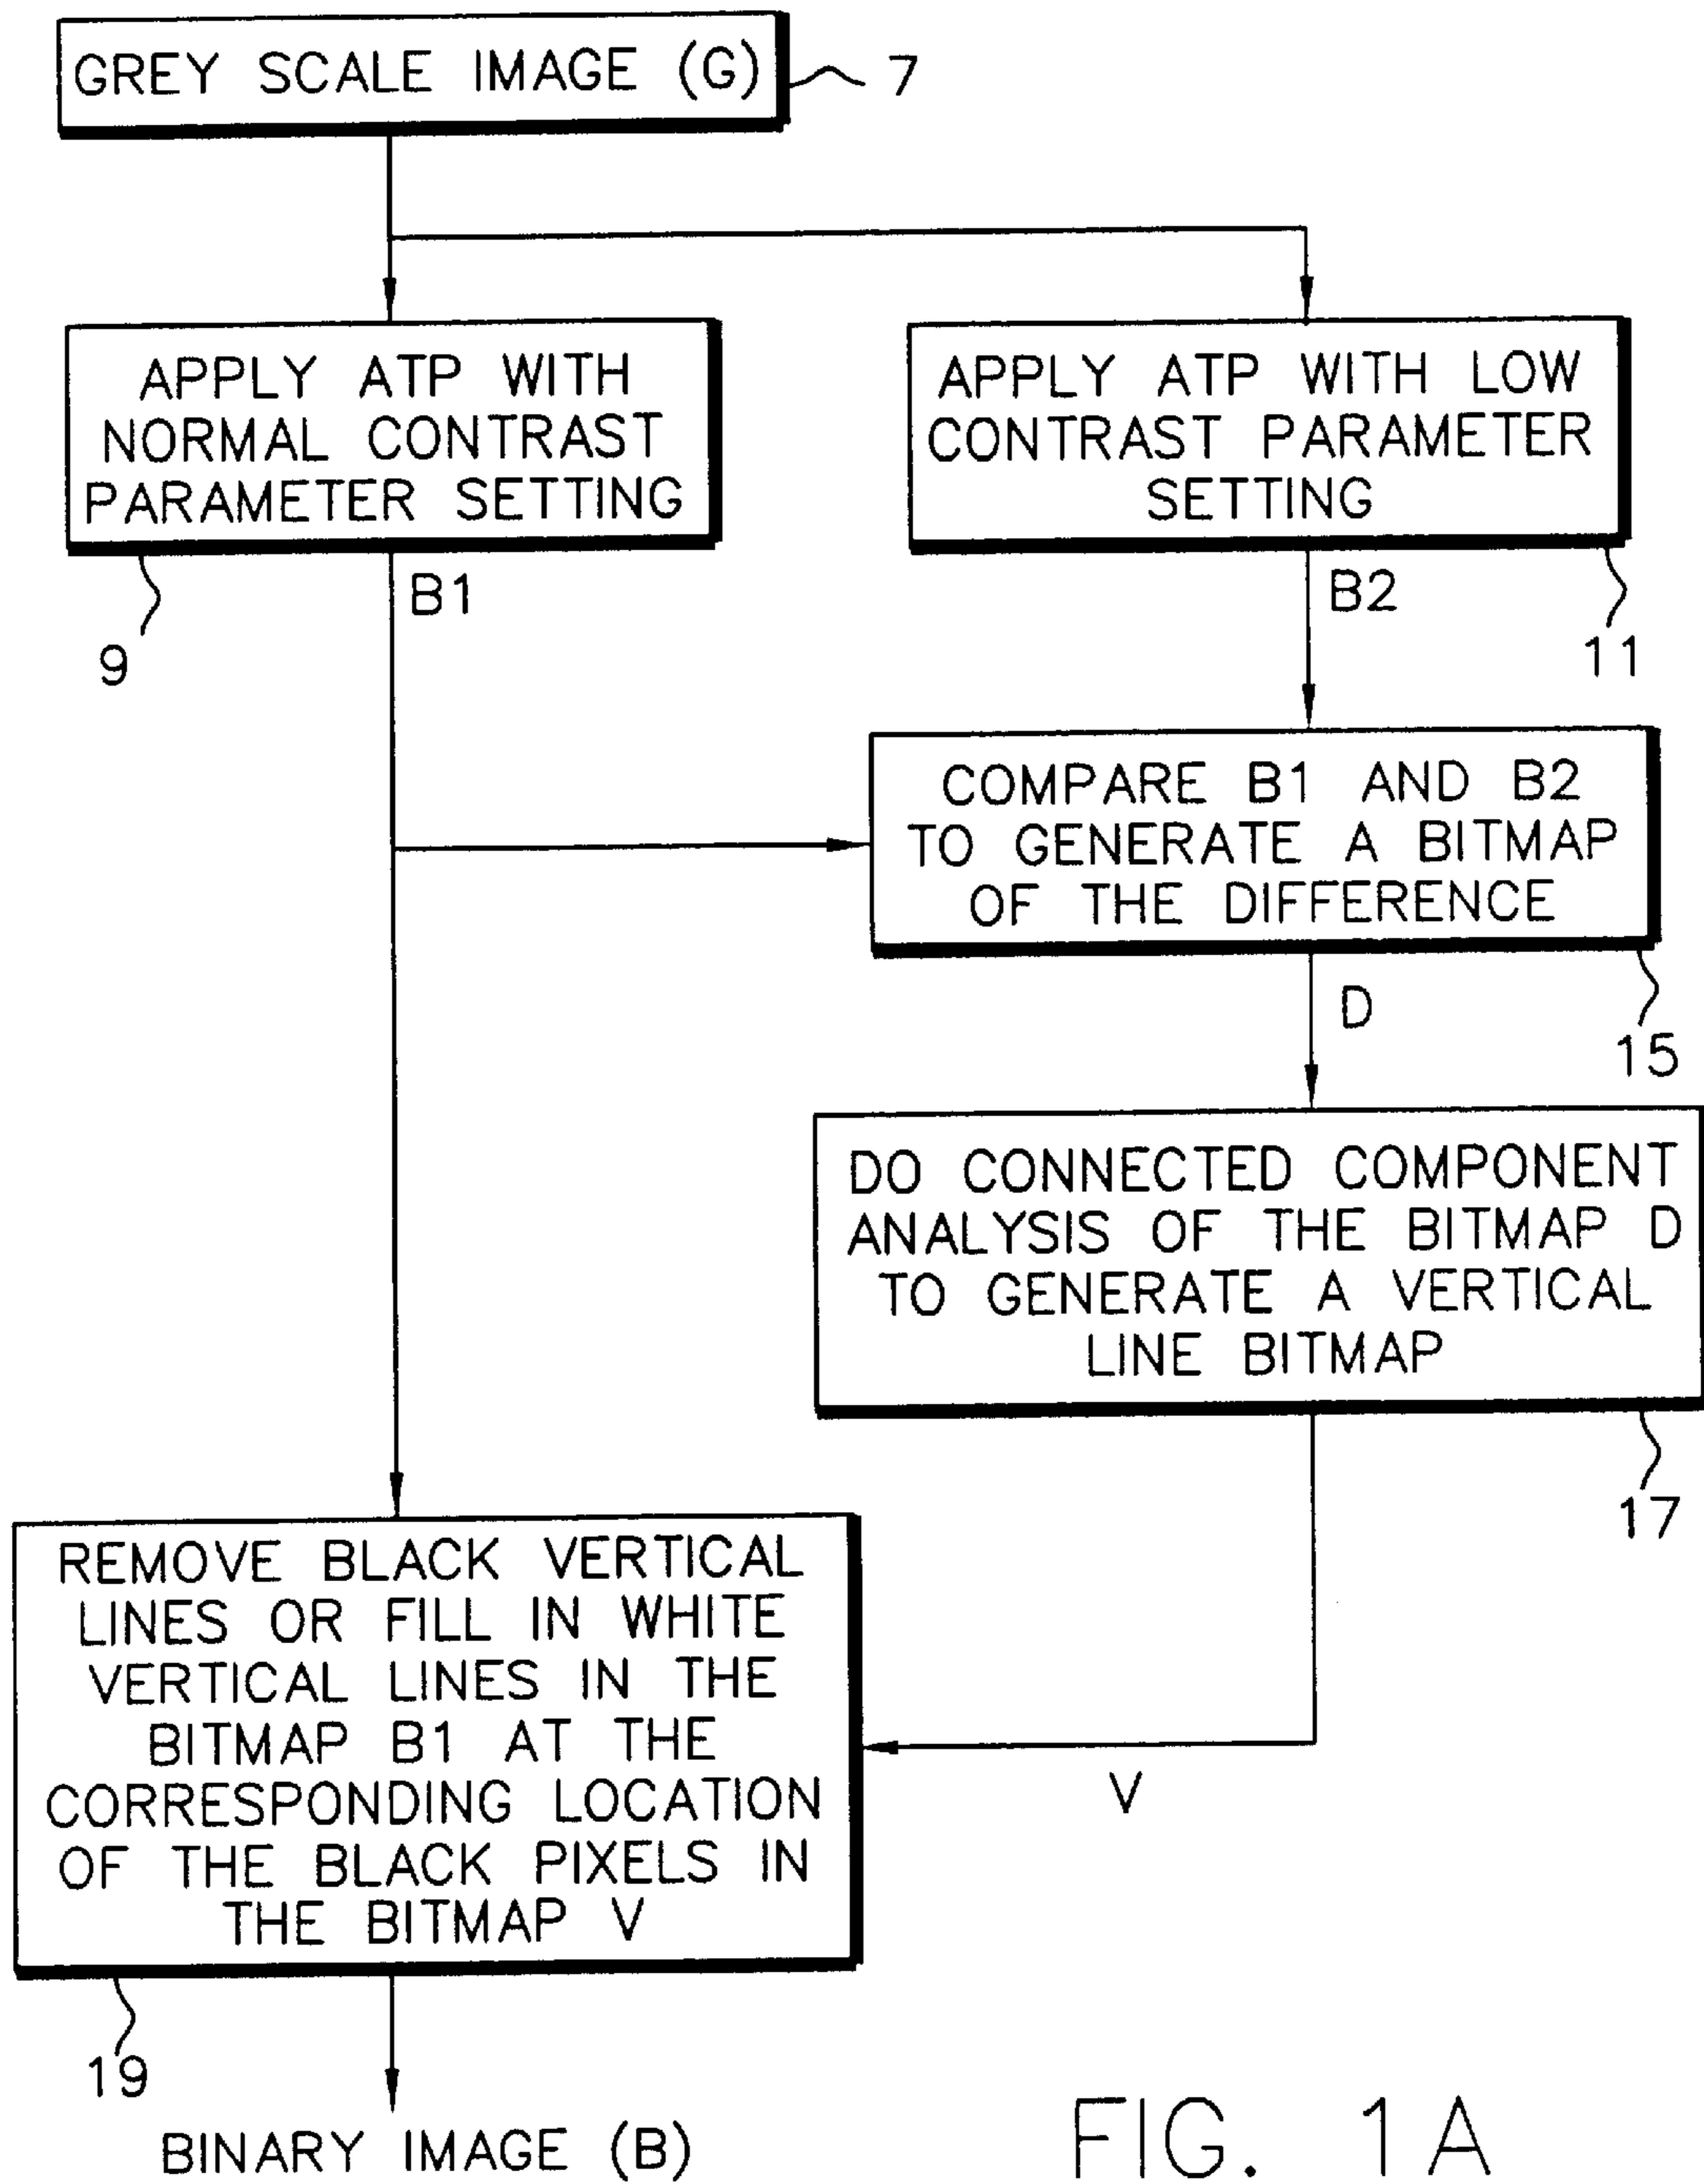 GREY SCALE IMAGE (G)
7
APPLY ATP WITH
NORMAL CONTRAST
PARAMETER SETTING
B1
9
APPLY ATP WITH LOW
CONTRAST PARAMETER
SETTING
B2
11
COMPARE B1 AND B2
TO GENERATE A BITMAP
OF THE DIFFERENCE
D
15
DO CONNECTED COMPONENT
ANALYSIS OF THE BITMAP D
TO GENERATE A VERTICAL
LINE BITMAP
17
V
REMOVE BLACK VERTICAL
LINES OR FILL IN WHITE
VERTICAL LINES IN THE
BITMAP B1 AT THE
CORRESPONDING LOCATION
OF THE BLACK PIXELS IN
THE BITMAP V
19
BINARY IMAGE (B)
FIG. 1A